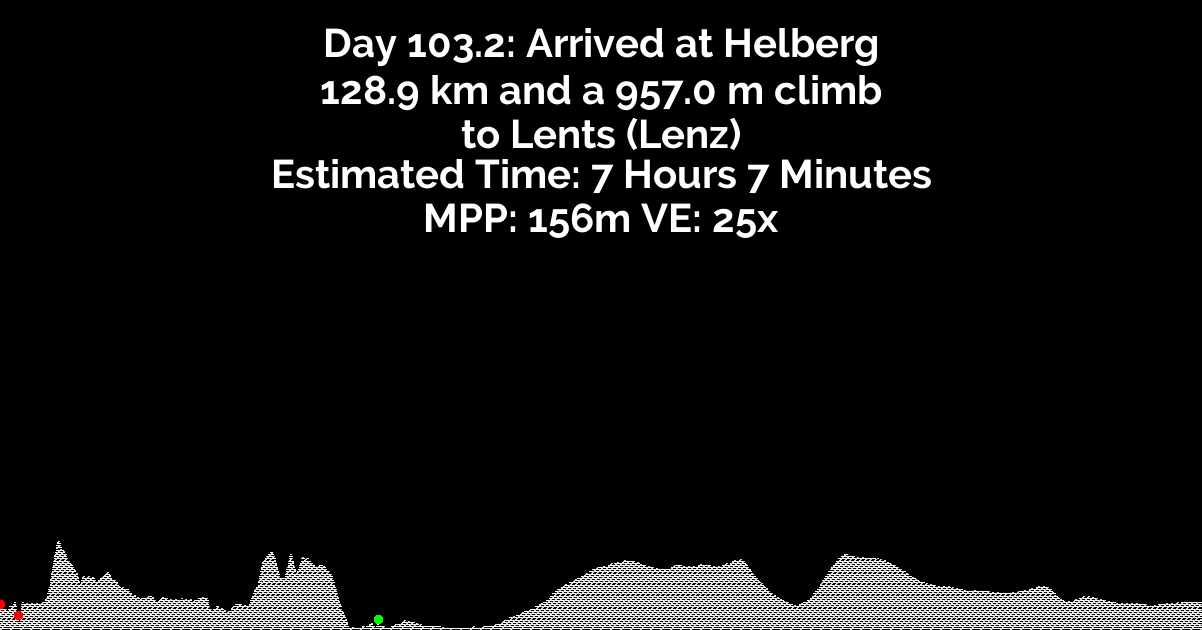 Day 103.2: Arrived at Helberg
128.9 km and a 957.0 m climb
to Lents (Lenz)
Estimated Time: 7 Hours 7 Minutes
MPP: 156m VE: 25x